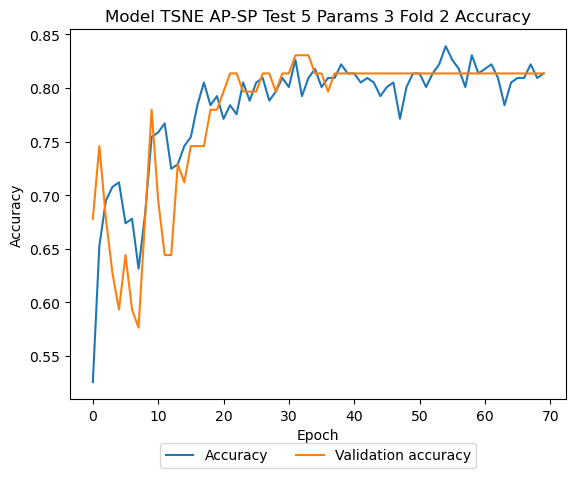 Model TSNE AP-SP Test 5 Params 3 Fold 2 Accuracy
0.85
0.80
0.75
0.70
0.65
0.60
0.55
Accuracy
0 10 20 30 40 50 60 70
Epoch
Accuracy Validation accuracy